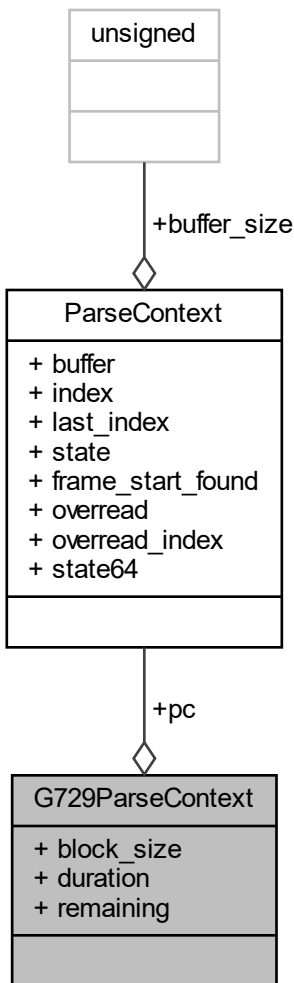 unsigned
+buffer_size
ParseContext
+ buffer
+ index
+ last_index
+ state
+ frame_start_found
+ overread
+ overread_index
+ state64
+pc
G729ParseContext
+ block_size
+ duration
+ remaining